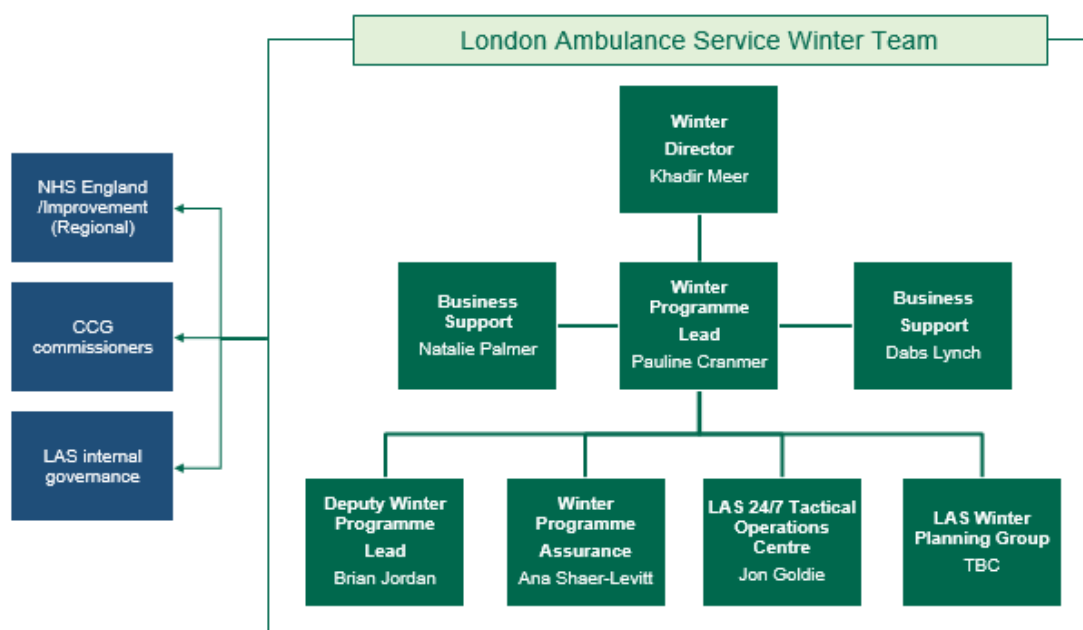 London Ambulance Service Winter Team
Winter
Director
Khadir Meer
NHS England
/Improvement
(Regional)
CCG
commissioners
LAS internal
governance
Business
Support
Natalie Palmer
Winter
Programme
Lead
Pauline Cranmer
Business
Support
Dabs Lynch
Deputy Winter
Programme
Lead
Brian Jordan
Winter
Programme
Assurance
Ana Shaer-Levitt
LAS 24/7 Tactical
Operations
Centre
Jon Goldie
LAS Winter
Planning Group
TBC